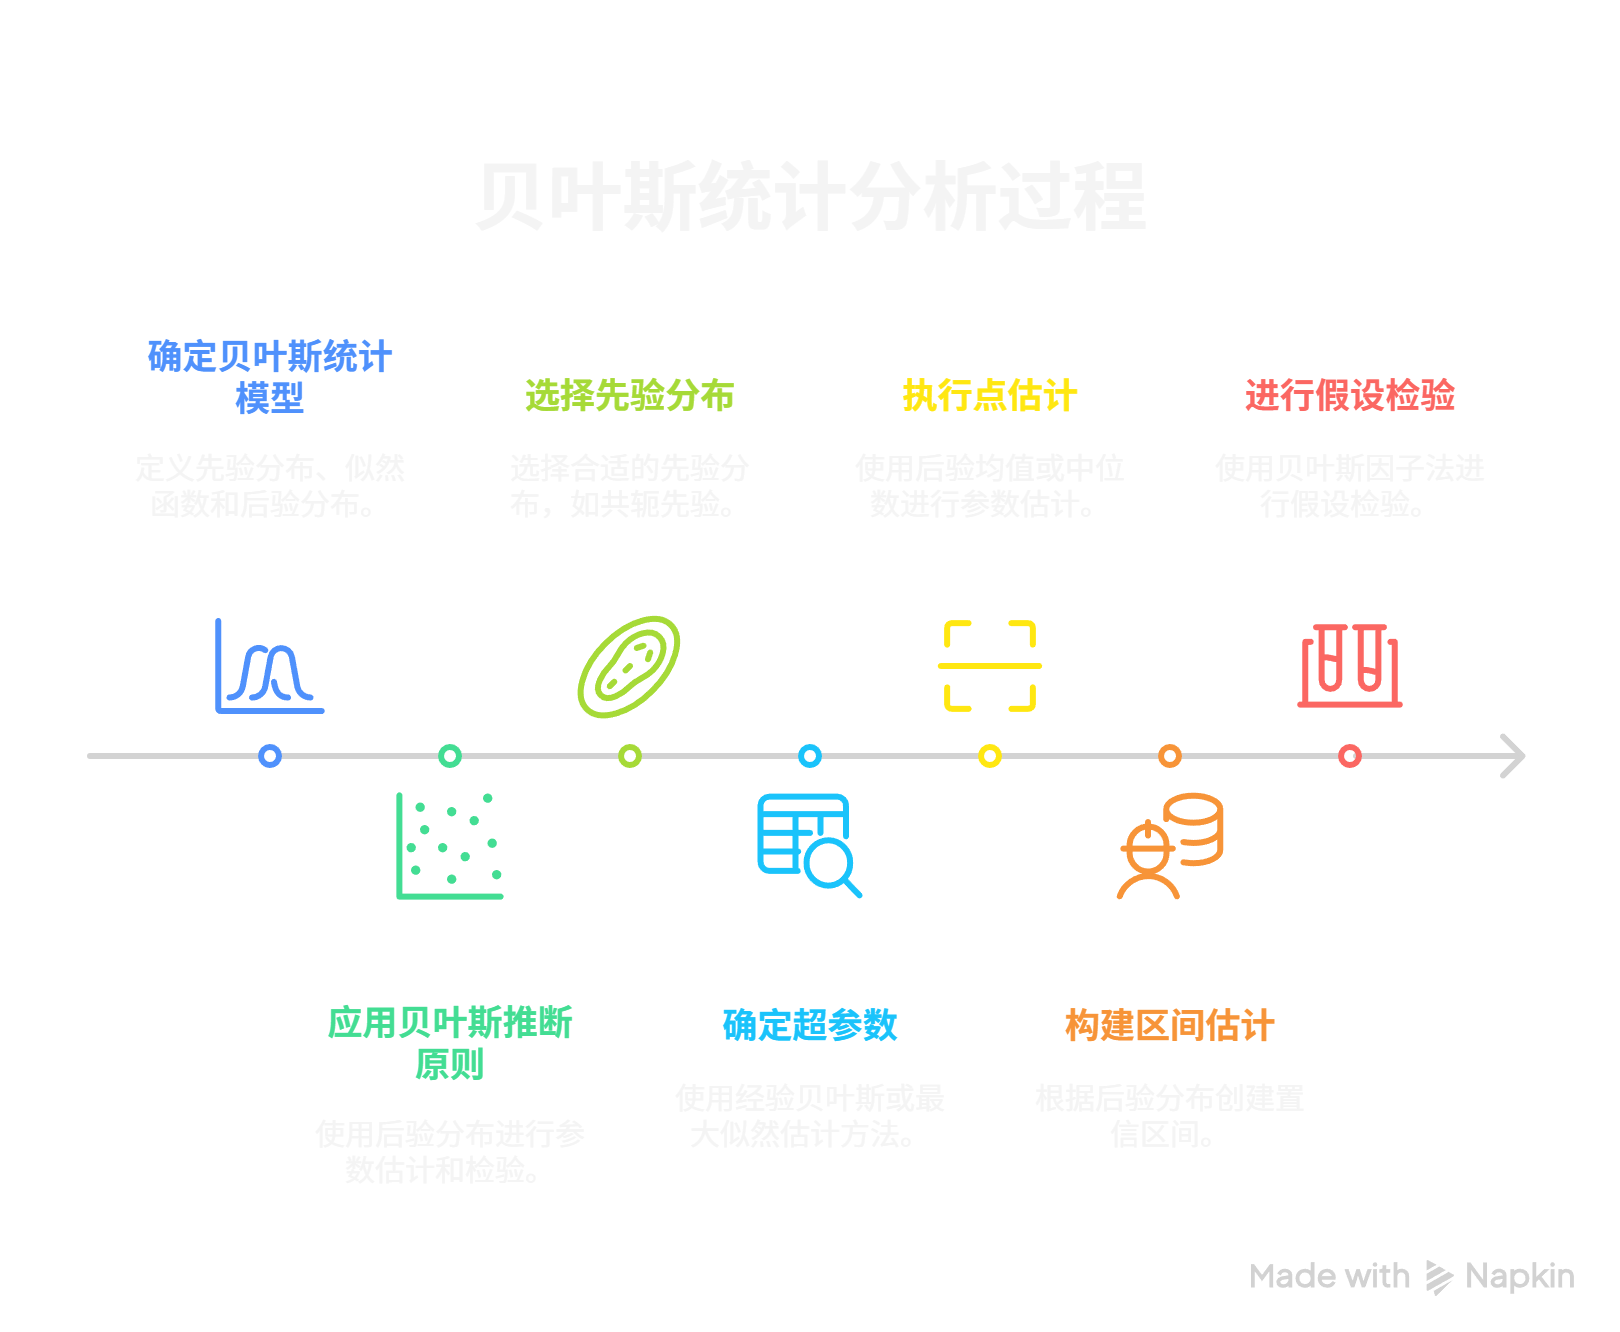 贝叶斯统计分析过程
确定贝叶斯统计
模型
定义先验分布、似然
函数和后验分布。
选择先验分布
选择合适的先验分
布，如共轭先验。
执行点估计
使用后验均值或中位
数进行参数估计。
进行假设检验
使用贝叶斯因子法进
行假设检验。
应用贝叶斯推断
原则
使用后验分布进行参
数估计和检验。
确定超参数
使用经验贝叶斯或最
大似然估计方法。
构建区间估计
根据后验分布创建置
信区间。
Made with Napkin